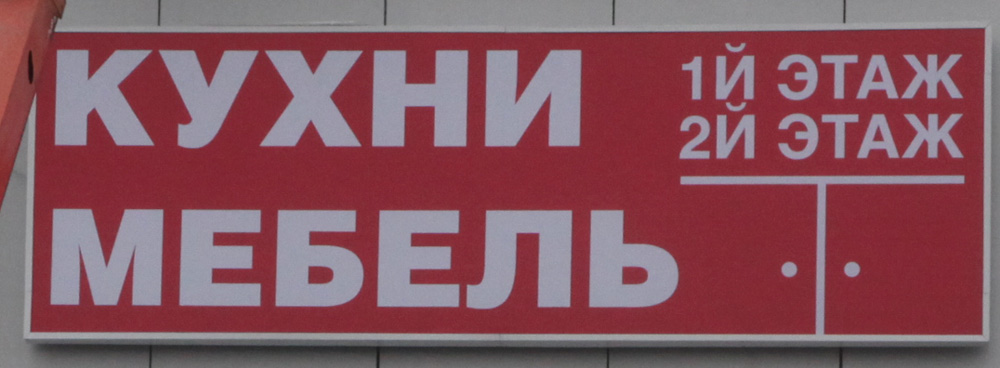 КУХНИ
МЕБЕЛЬ
1Й ЭТАЖ
2Й ЭТАЖ